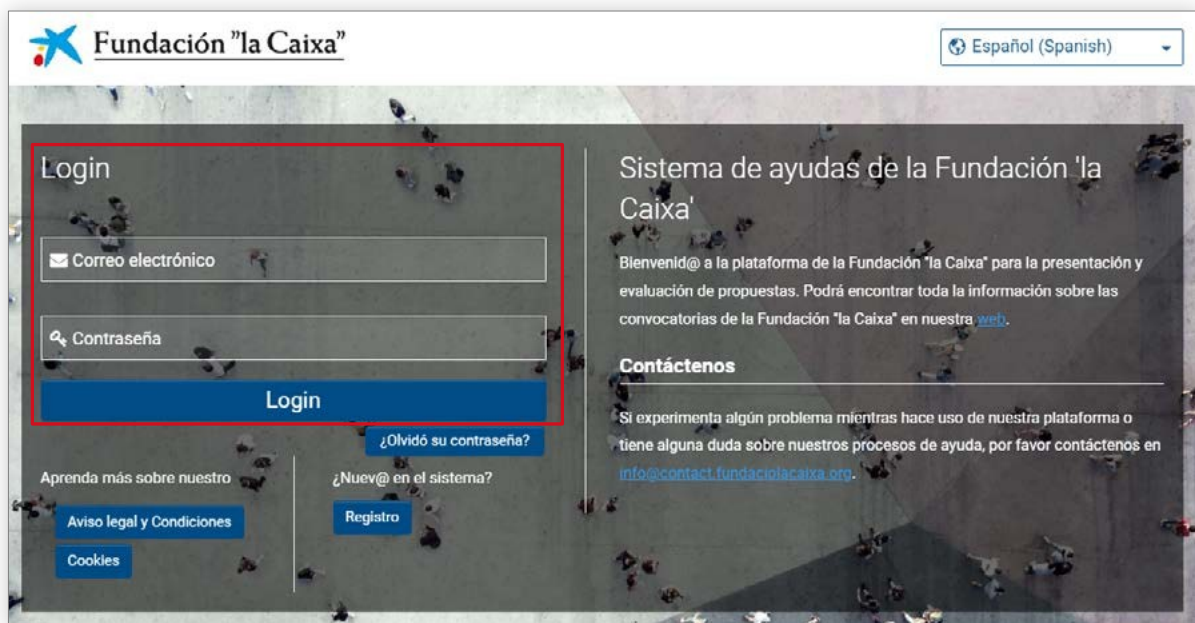 Fundación "la Caixa"
Español (Spanish)
Login
Correo electrónico
Contraseña
Login
¿Olvidó su contraseña?
Aprenda más sobre nuestro
Aviso legal y Condiciones
Cookies
¿Nuev@ en el sistema?
Registro
Sistema de ayudas de la Fundación 'la
Caixa'
Bienvenid@ a la plataforma de la Fundación "la Caixa" para la presentación y
evaluación de propuestas. Podrá encontrar toda la información sobre las
convocatorias de la Fundación "la Caixa" en nuestra web.
Contáctenos
Si experimenta algún problema mientras hace uso de nuestra plataforma o
tiene alguna duda sobre nuestros procesos de ayuda, por favor contáctenos en
info@contact.fundaciolacaixa.org.